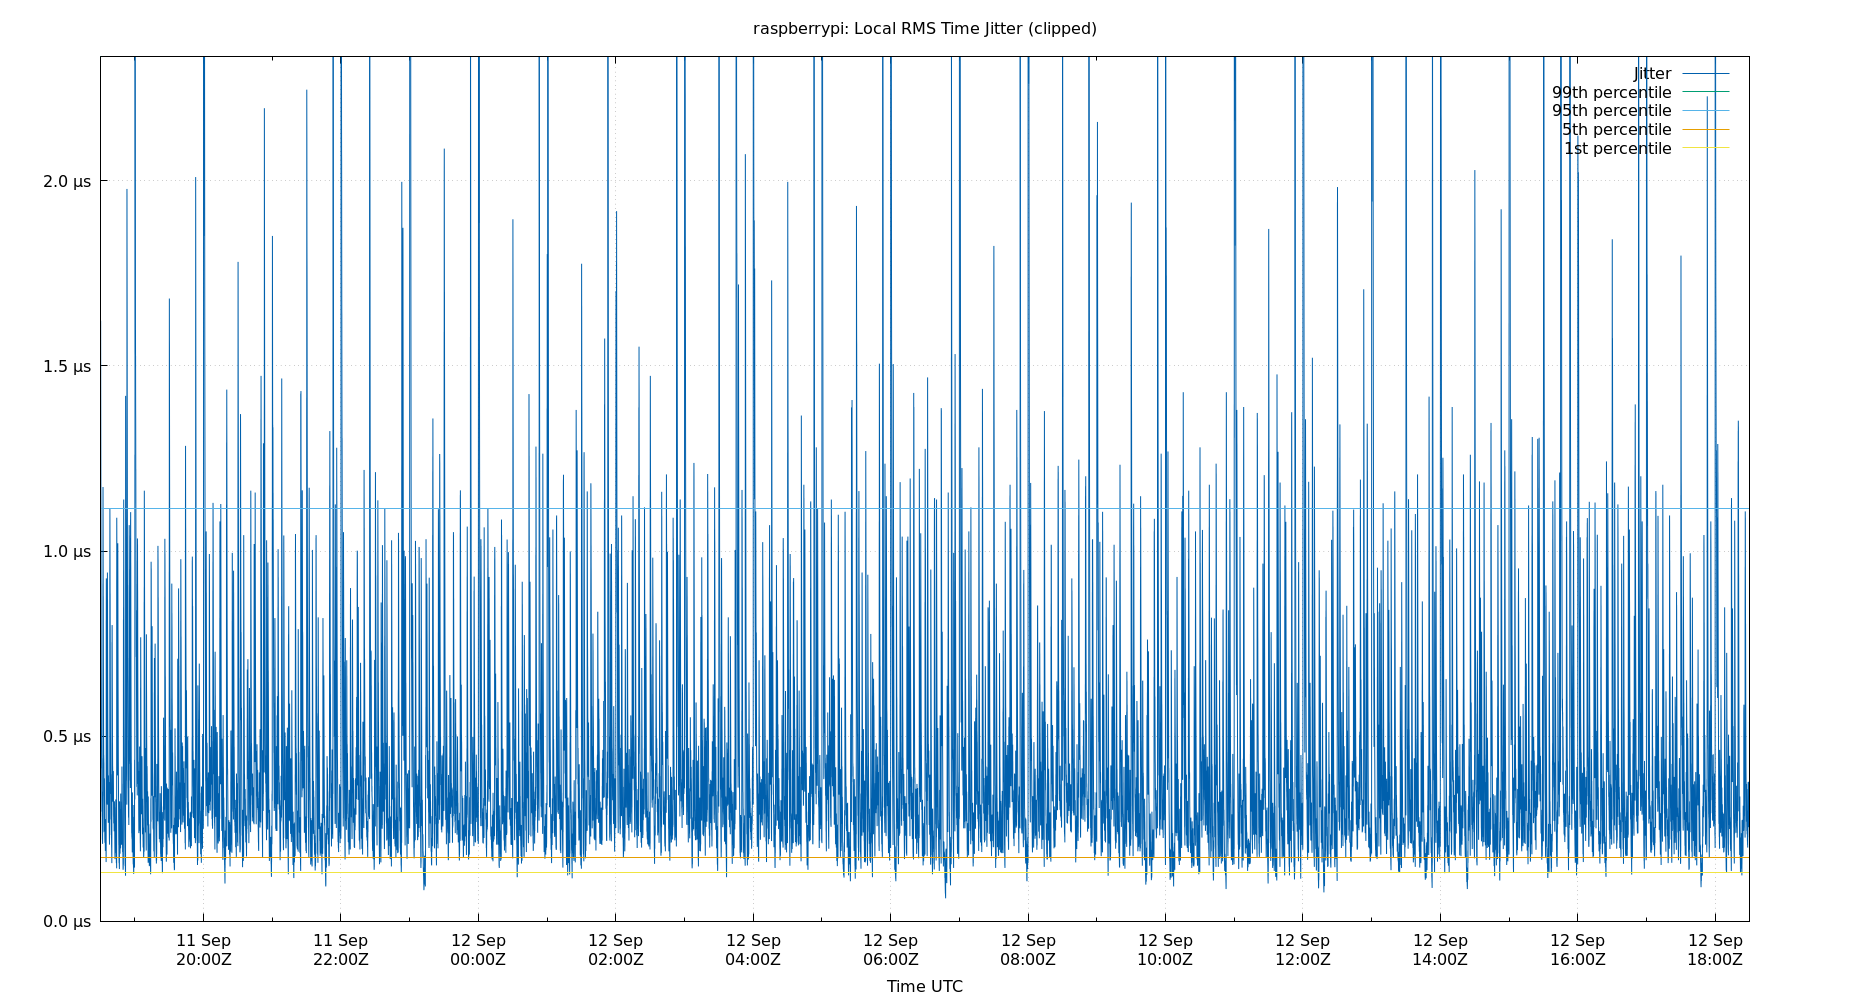 raspberrypi: Local RMS Time Jitter (clipped)
Jitter
99th percentile
95th percentile
5th percentile
1st percentile
2.0 µs
1.5 µs
1.0 µs
0.5 µs
0.0 µs
11 Sep 11 Sep 12 Sep 12 Sep 12 Sep 12 Sep 12 Sep 12 Sep 12 Sep 12 Sep 12 Sep 12 Sep
20:00Z 22:00Z 00:00Z 02:00Z 04:00Z 06:00Z 08:00Z 10:00Z 12:00Z 14:00Z 16:00Z 18:00Z
Time UTC